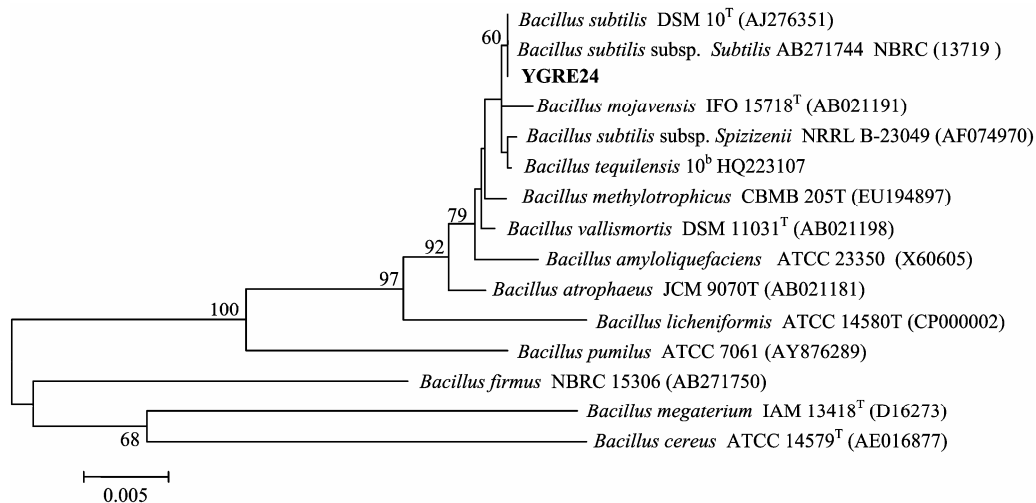 Bacillus subtilis DSM 10T (AJ276351)
60
Bacillus subtilis subsp. Subtilis AB271744 NBRC (13719 )
YGRE24
Bacillus mojavensis IFO 15718T (AB021191)
Bacillus subtilis subsp. Spizizenii NRRL B-23049 (AF074970)
Bacillus tequilensis 10b HQ223107
Bacillus methylotrophicus CBMB 205T (EU194897)
79
Bacillus vallismortis DSM 11031T (AB021198)
92
Bacillus amyloliquefaciens ATCC 23350 (X60605)
97
Bacillus atrophaeus JCM 9070T (AB021181)
100
Bacillus licheniformis ATCC 14580T (CP000002)
Bacillus pumilus ATCC 7061 (AY876289)
Bacillus firmus NBRC 15306 (AB271750)
Bacillus megaterium IAM 13418T (D16273)
68
Bacillus cereus ATCC 14579T (AE016877)
0.005